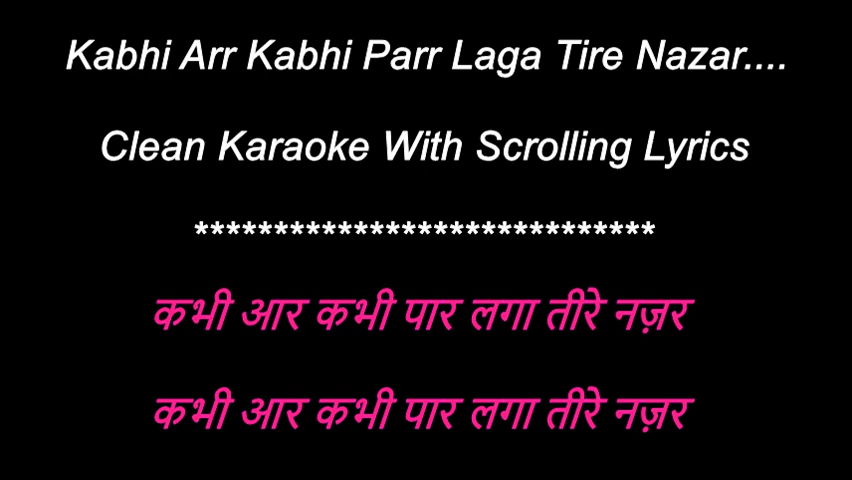 Kabhi Arr Kabhi Parr Laga Tire Nazar....
Clean Karaoke With Scrolling Lyrics
*****************************
कभी आर कभी पार लगा तीरे नज़र
कभी आर कभी पार लगा तीरे नज़र